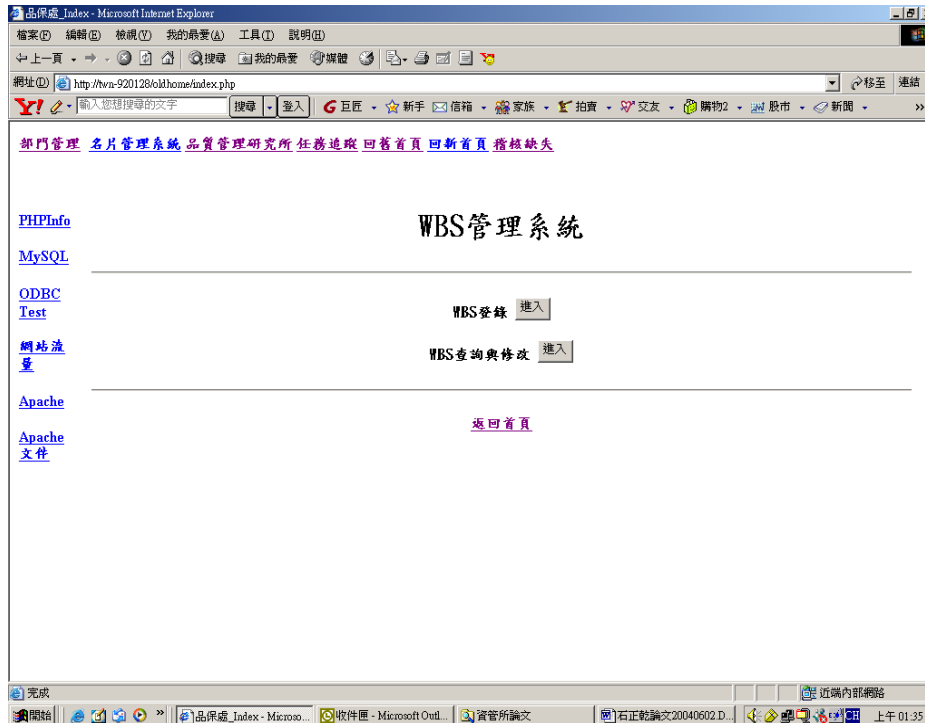 品保處_Index - Microsoft Internet Explorer
檔案(F) 編輯(E) 檢視(V) 我的最愛(A) 工具(T) 說明(H)
上一頁 搜尋 我的最愛 媒體
網址(D) http://twn-920128/oldhome/index.php 移至 連結
Y! 輸入您想搜尋的文字 搜尋 登入 G 巨匠 新手 信箱 家族 拍賣 交友 購物2 股市 新聞 »
部門管理 名片管理系統 品質管理研究所 任務追蹤 回舊首頁 回新首頁 稽核缺失
PHPInfo
WBS管理系統
MySQL
ODBC
Test
WBS登錄 進入
網站流
量
WBS查詢與修改 進入
Apache
返回首頁
Apache
文件
完成 近端內部網路
開始 » 品保處_Index - Microso... 收件匣 - Microsoft Outl... 資管所論文 石正乾論文20040602.D... CH 上午 01:35